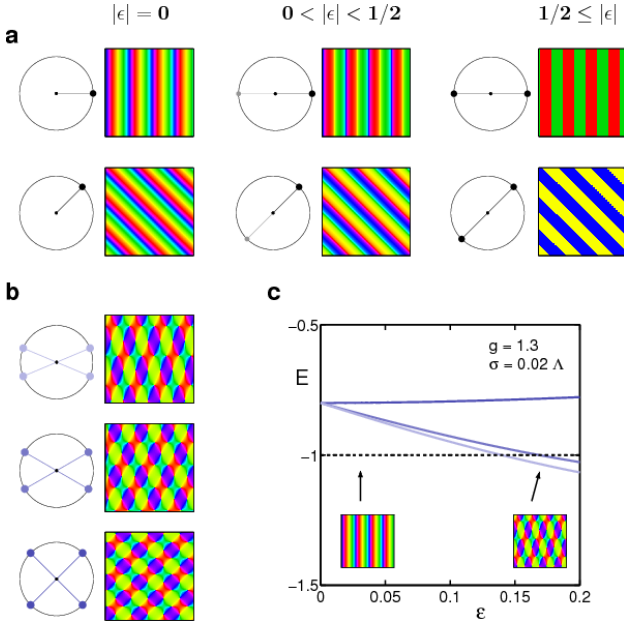 |ϵ| = 0
0 < |ϵ| < 1/2
1/2 ≤ |ϵ|
a
b
c
−0.5
g = 1.3
σ = 0.02 Λ
E
−1
−1.5
0
0.05
0.1
0.15
0.2
ε